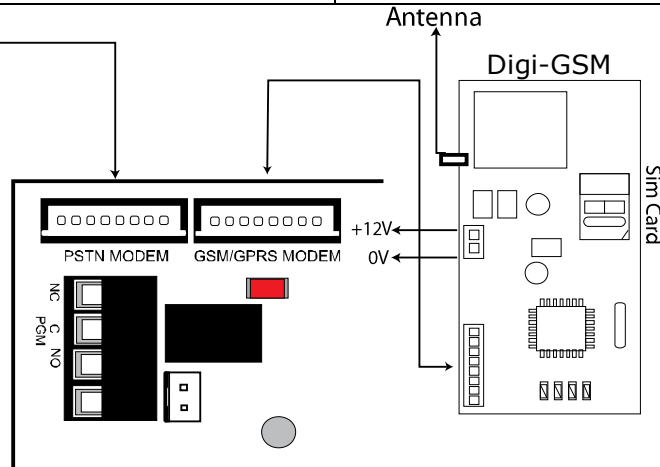 Antenna
Digi-GSM
Sim Card
+12V
0V
PSTN MODEM
GSM/GPRS MODEM
NC
C
NO
PGM